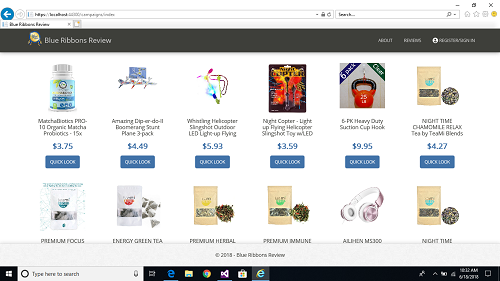 https://localhost:44300/campaigns/index
Search...
Blue Ribbons Review
Blue Ribbons Review
ABOUT
REVIEWS
REGISTER/SIGN IN
MatchaBiotics PRO-
10 Organic Matcha
Probiotics - 15x
$3.75
QUICK LOOK
Amazing Dip-er-do-II
Boomerang Stunt
Plane 3-pack
$4.49
QUICK LOOK
Whistling Helicopter
Slingshot Outdoor
LED Light-up Flying
$5.93
QUICK LOOK
Night Copter - Light
up Flying Helicopter
Slingshot Toy w/LED
$3.59
QUICK LOOK
6-PK Heavy Duty
Suction Cup Hook
$9.95
QUICK LOOK
NIGHT TIME
CHAMOMILE RELAX
Tea by TeaMi Blends
$4.27
QUICK LOOK
PREMIUM FOCUS
ENERGY GREEN TEA
PREMIUM HERBAL
PREMIUM IMMUNE
AILIHEN MS300
NIGHT TIME
© 2018 - Blue Ribbons Review
Type here to search
10:32 AM
6/18/2018